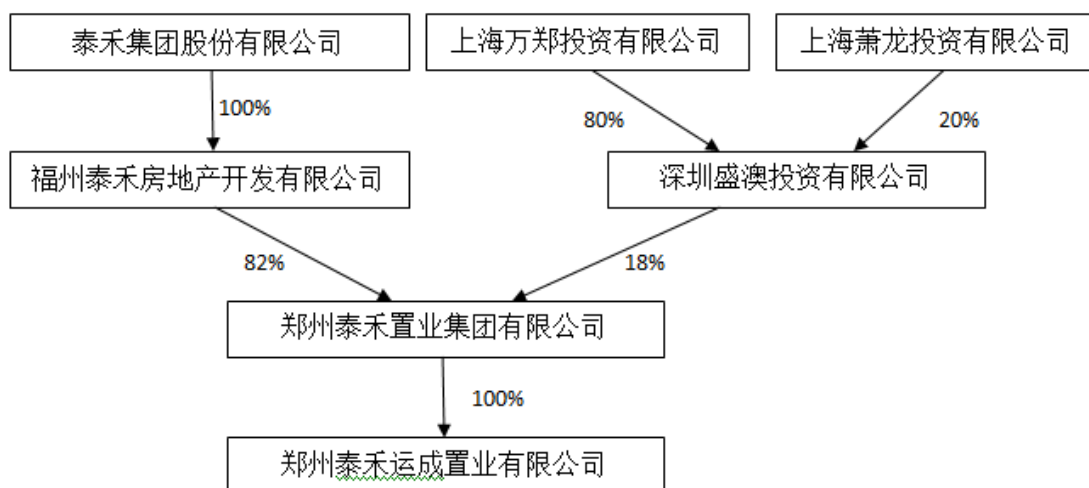 泰禾集团股份有限公司
上海万郑投资有限公司
上海萧龙投资有限公司
100%
80%
20%
福州泰禾房地产开发有限公司
深圳盛澳投资有限公司
82%
18%
郑州泰禾置业集团有限公司
100%
郑州泰禾运成置业有限公司